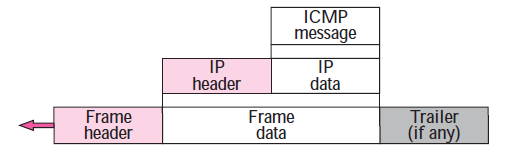 ICMP
message
IP
header
IP
data
Frame
header
Frame
data
Trailer
(if any)